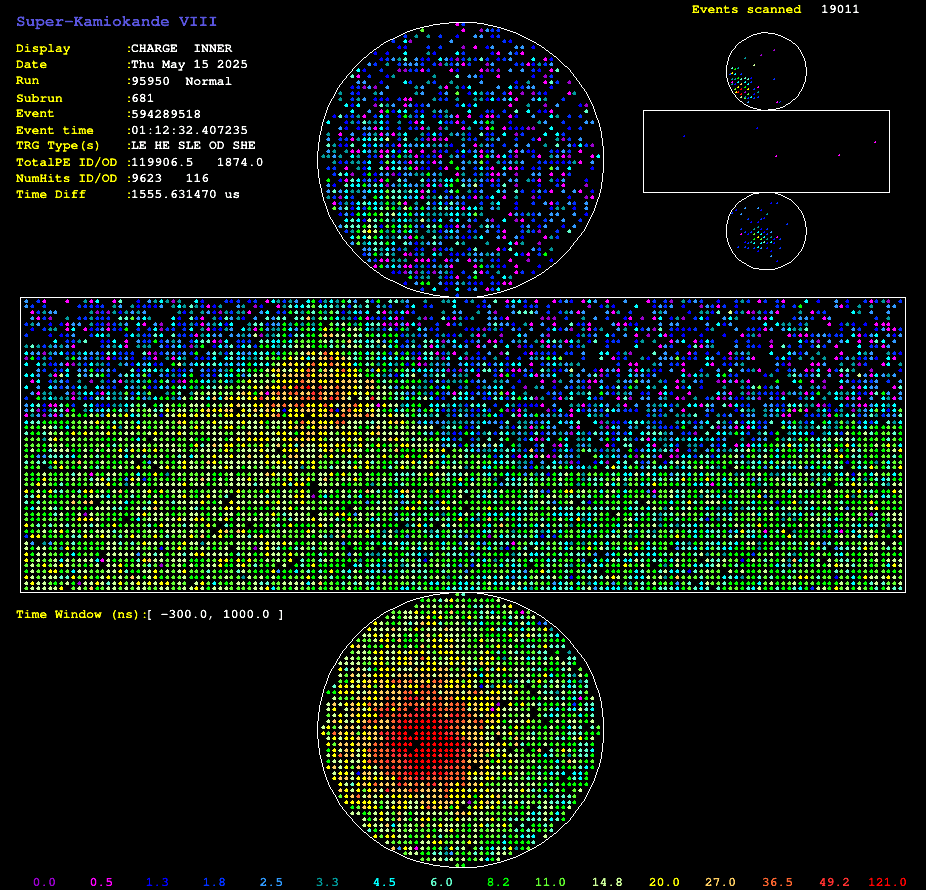 Super-Kamiokande VIII
Events scanned 19011
Display :CHARGE INNER
Date :Thu May 15 2025
Run :95950 Normal
Subrun :681
Event :594289518
Event time :01:12:32.407235
TRG Type(s) :LE HE SLE OD SHE
TotalPE ID/OD :119906.5 1874.0
NumHits ID/OD :9623 116
Time Diff :1555.631470 us
Time Window (ns):[ -300.0, 1000.0 ]
0.0 0.5 1.3 1.8 2.5 3.3 4.5 6.0 8.2 11.0 14.8 20.0 27.0 36.5 49.2 121.0